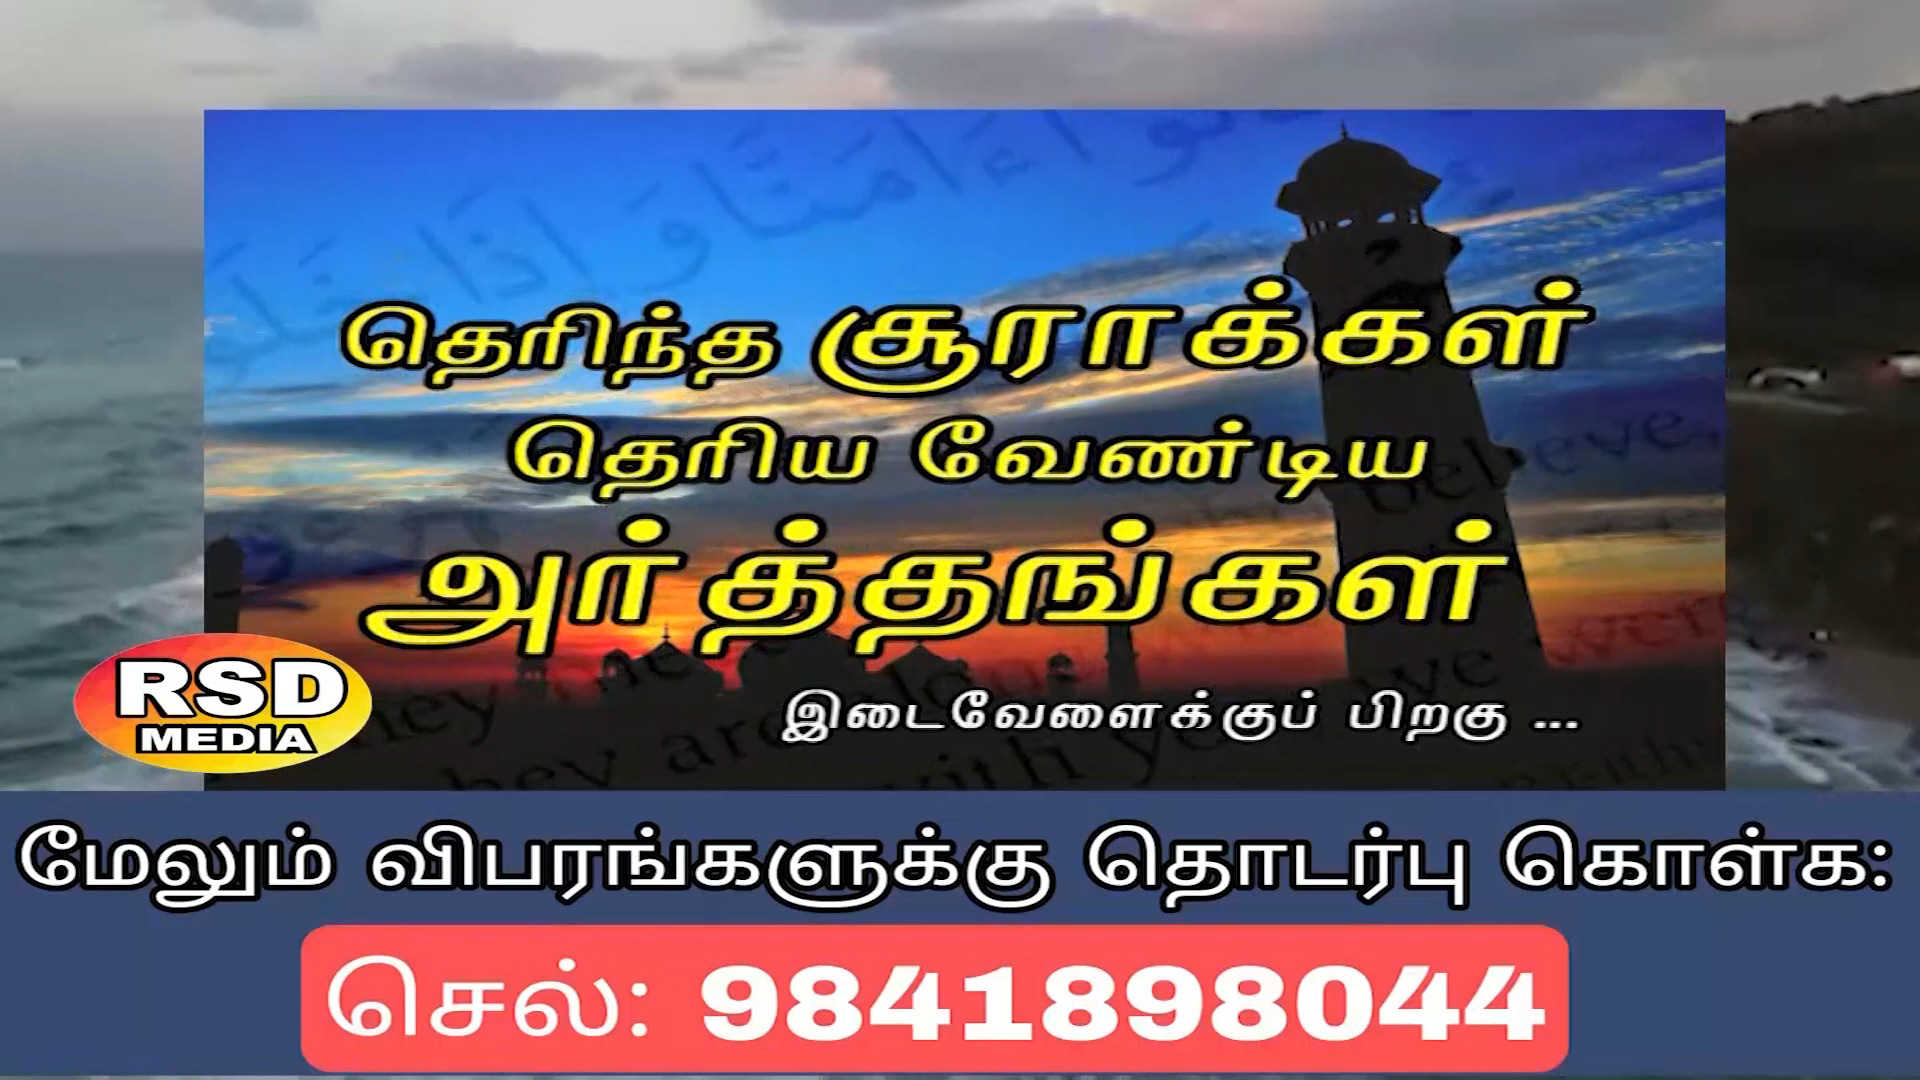 தெரிந்த சூராக்கள்
தெரிய வேண்டிய
அர்த்தங்கள்
இடைவேளைக்குப் பிறகு ...
RSD
MEDIA
மேலும் விபரங்களுக்கு தொடர்பு கொள்க:
செல்: 9841898044